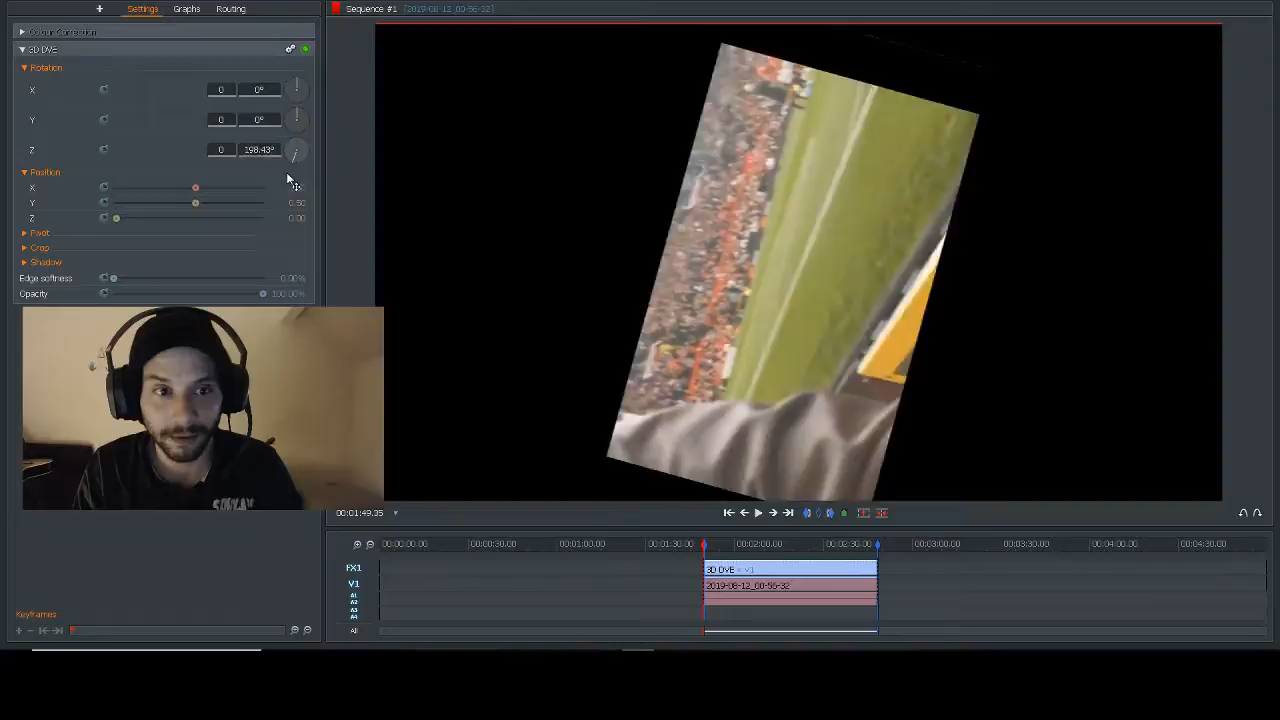 + Settings Graphs Routing
Sequence #1 [2019-08-12_00-56-32]
Colour Correction
3D DVE
Rotation
X 0 0°
Y 0 0°
Z 0 198.43°
Position
X
Y 0.50
Z 0.00
Pivot
Crop
Shadow
Edge softness 0.00%
Opacity 100.00%
00:01:49.35
00:00:00.00 00:00:30.00 00:01:00.00 00:01:30.00 00:02:00.00 00:02:30.00 00:03:00.00 00:03:30.00 00:04:00.00 00:04:30.00
FX1 3D DVE < V1
V1 2019-08-12_00-56-32
A1
A2
A3
A4
All
Keyframes